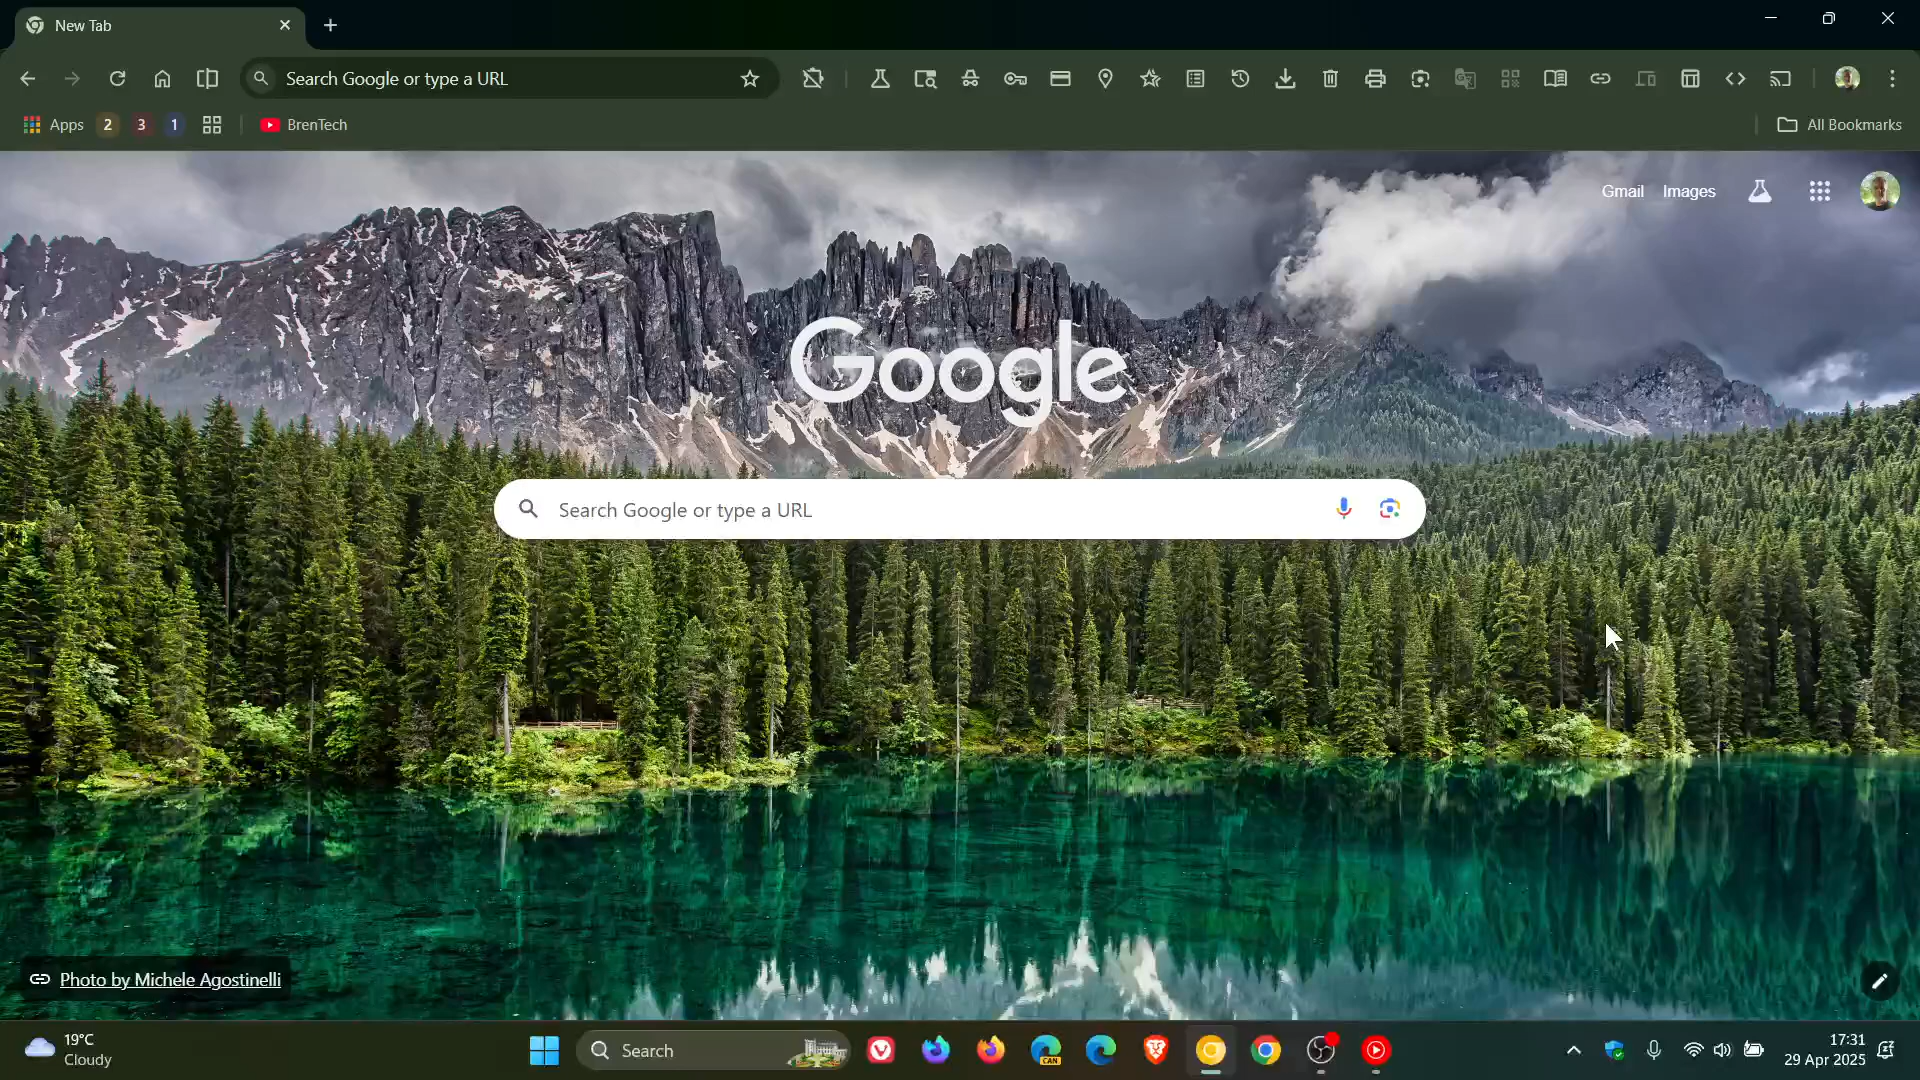 New Tab
Search Google or type a URL
Apps 2 3 1 BrenTech All Bookmarks
Gmail Images
Google
Search Google or type a URL
Photo by Michele Agostinelli
19°C
Cloudy
Search
CAN
17:31
29 Apr 2025